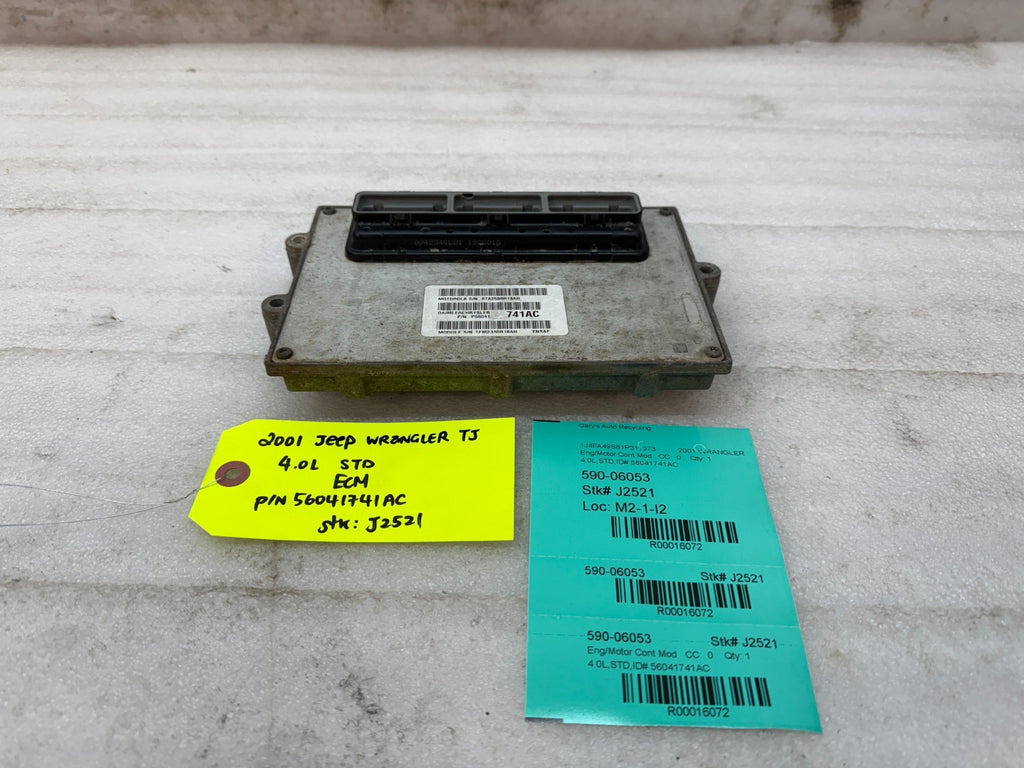 MOTOROLA S/N
DAIMLERCHRYSLER 741AC
P/N P56041
MODULE S/N
2001 Jeep WRANGLER TJ
4.0L STD
ECM
P/N 56041741AC
stk: J2521
Gary's Auto Recycling
2001 WRANGLER
Eng/Motor Cont Mod CC: 0 Qty: 1
4.0L,STD,ID# 56041741AC
590-06053
Stk# J2521
Loc: M2-1-I2
R00016072
590-06053 Stk# J2521
R00016072
590-06053 Stk# J2521
Eng/Motor Cont Mod CC: 0 Qty: 1
4.0L,STD,ID# 56041741AC
R00016072